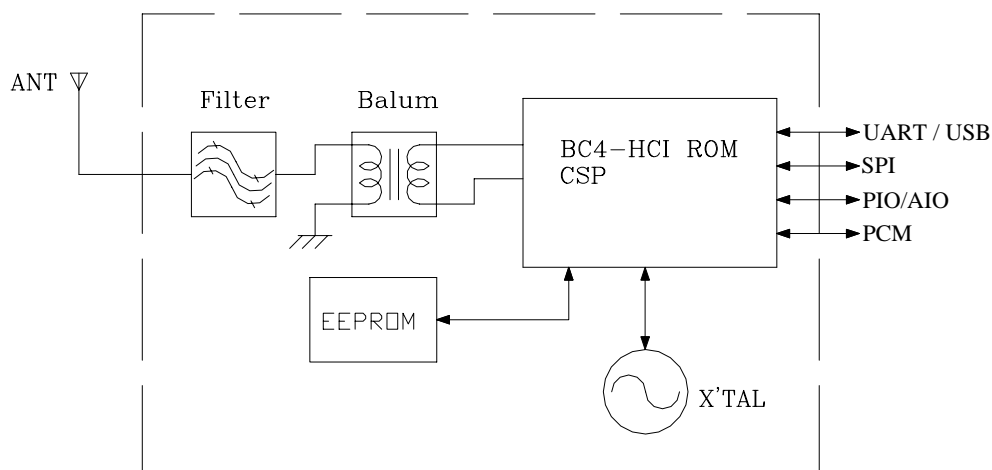 ANT
Filter
Balum
BC4-HCI ROM
CSP
UART / USB
SPI
PIO/AIO
PCM
EEPROM
X'TAL